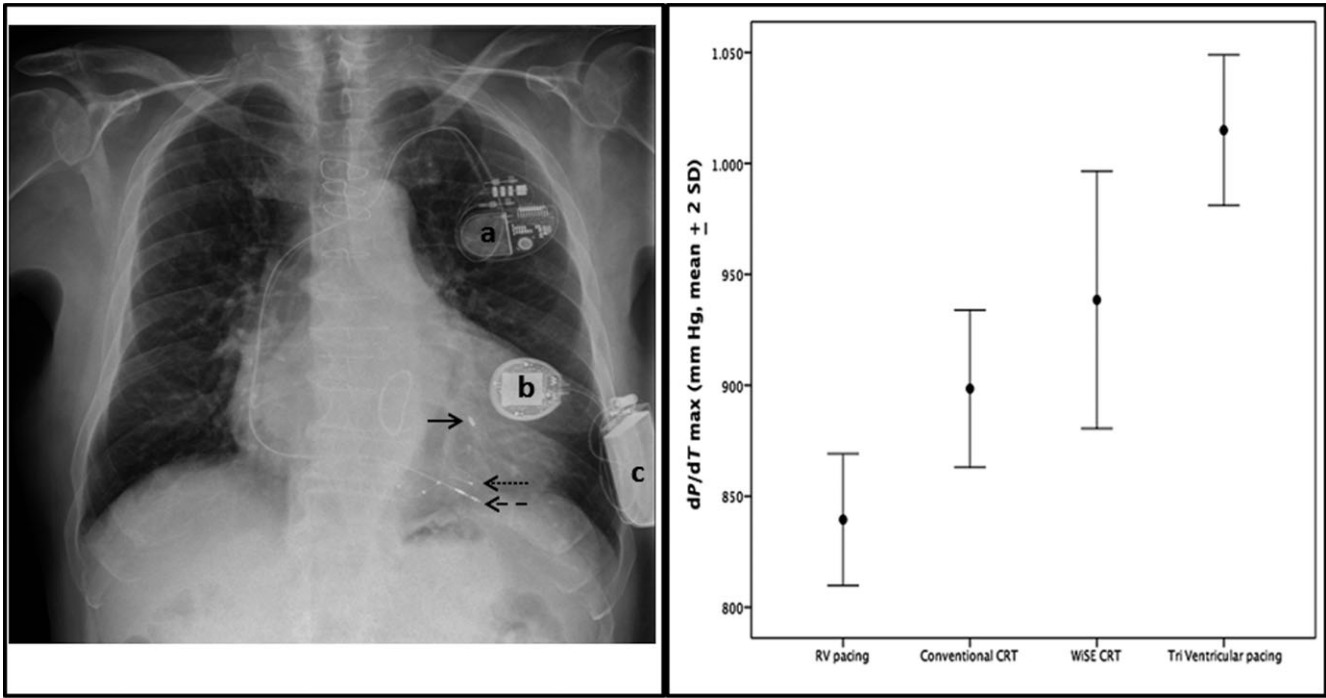 a
b
c
dP/dT max (mm Hg, mean ± 2 SD)
1.050
1.000
950
900
850
800
RV pacing
Conventional CRT
WiSE CRT
Tri Ventricular pacing